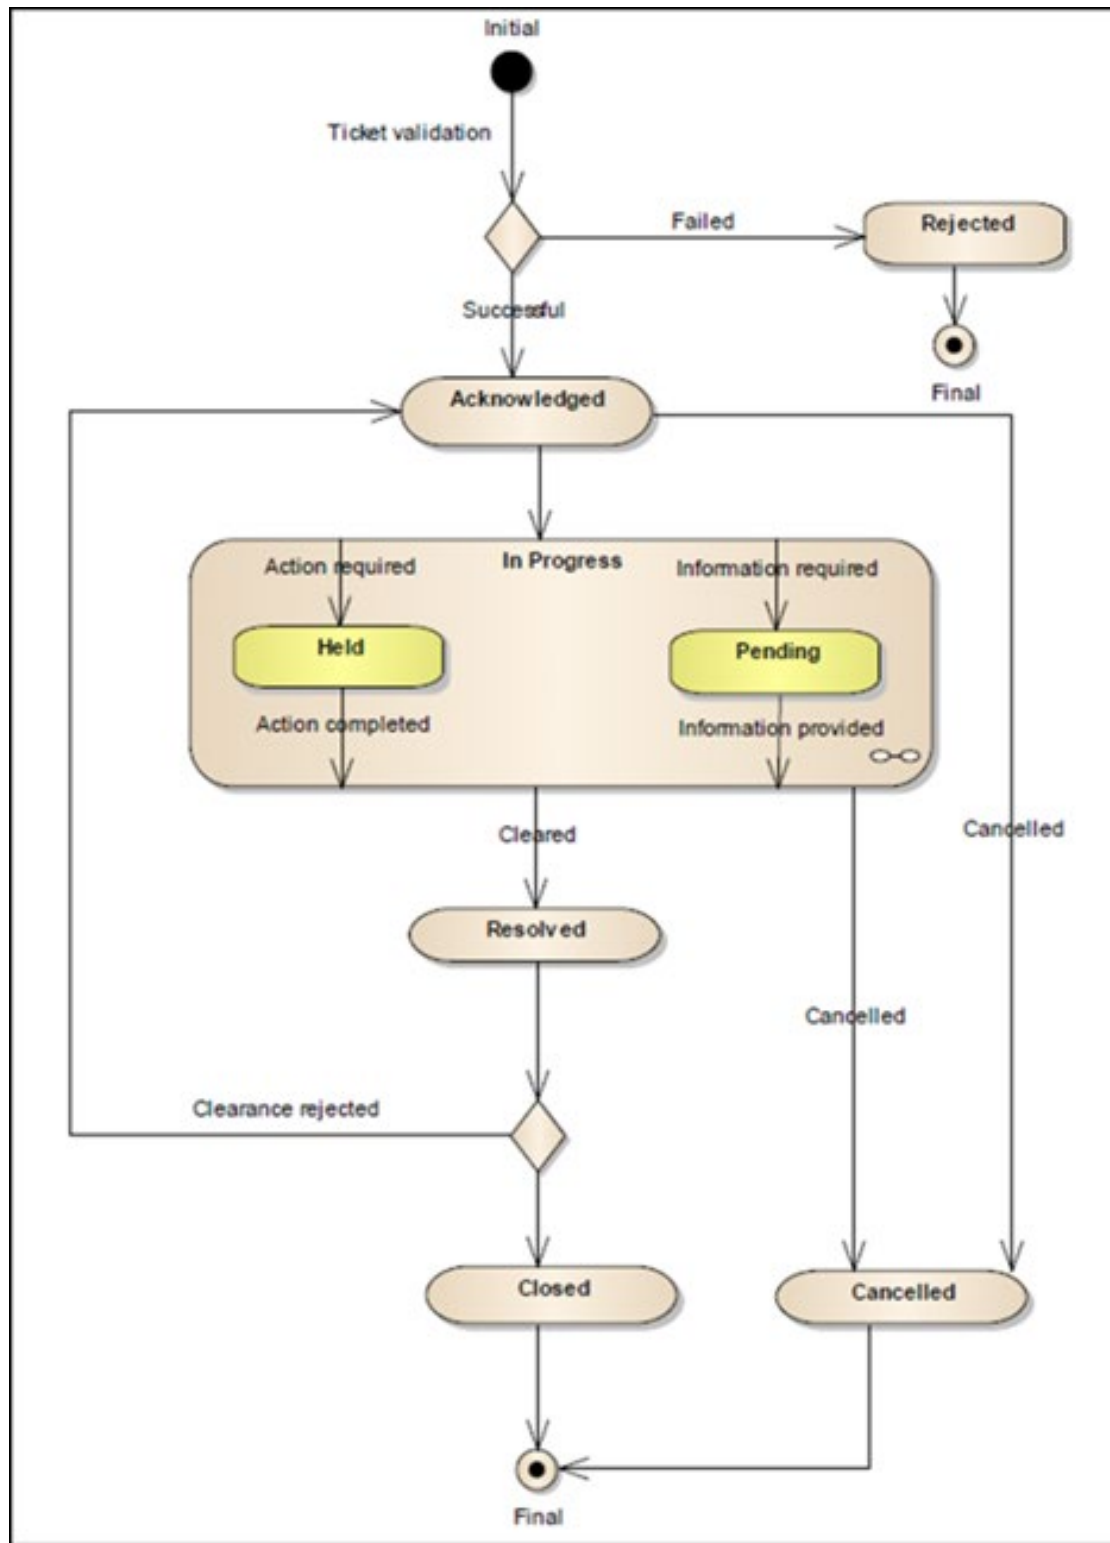 Initial
Ticket validation
Failed
Rejected
Successful
Final
Acknowledged
Action required
In Progress
Information required
Held
Pending
Action completed
Information provided
Cleared
Cancelled
Resolved
Cancelled
Clearance rejected
Closed
Cancelled
Final